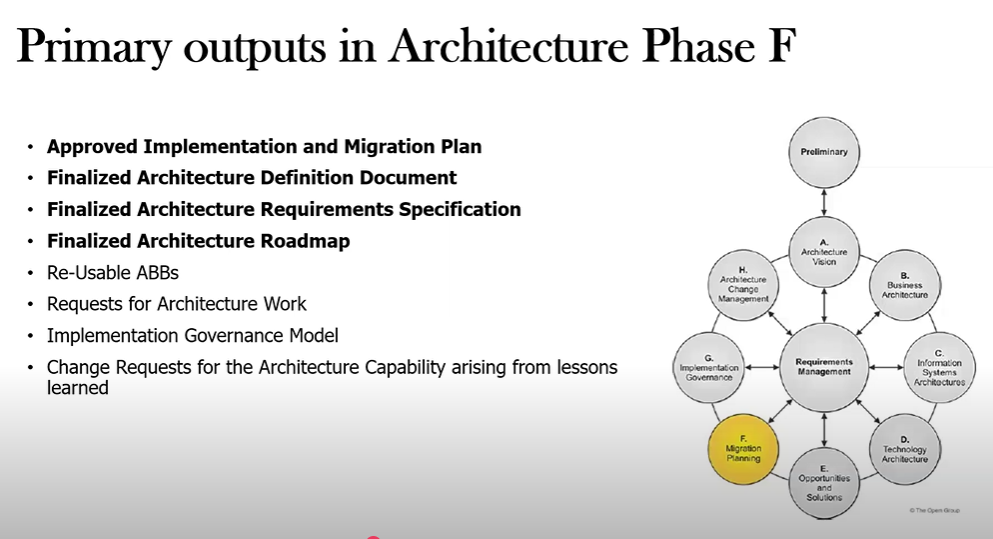 Primary outputs in Architecture Phase F
• Approved Implementation and Migration Plan
• Finalized Architecture Definition Document
• Finalized Architecture Requirements Specification
• Finalized Architecture Roadmap
• Re-Usable ABBs
• Requests for Architecture Work
• Implementation Governance Model
• Change Requests for the Architecture Capability arising from lessons
learned
Preliminary
A.
Architecture
Vision
B.
Business
Architecture
C.
Information
Systems
Architectures
D.
Technology
Architecture
E.
Opportunities
and
Solutions
F.
Migration
Planning
G.
Implementation
Governance
H.
Architecture
Change
Management
Requirements
Management
© The Open Group